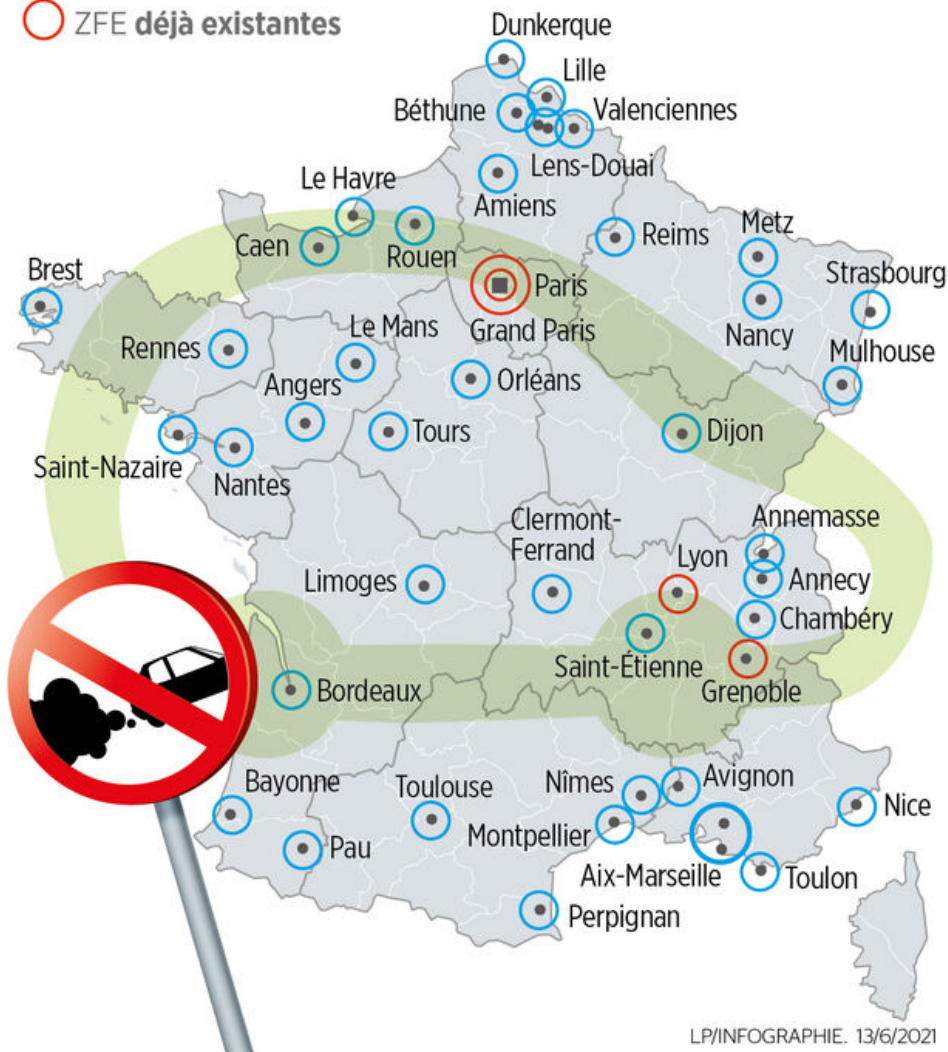 ZFE déjà existantes
Dunkerque
Lille
Béthune
Valenciennes
Lens-Douai
Le Havre
Amiens
Caen
Rouen
Reims
Metz
Brest
Paris
Strasbourg
Grand Paris
Nancy
Rennes
Le Mans
Mulhouse
Angers
Orléans
Tours
Dijon
Saint-Nazaire
Nantes
Clermont-
Ferrand
Annemasse
Lyon
Limoges
Annecy
Chambéry
Saint-Étienne
Bordeaux
Grenoble
Bayonne
Toulouse
Nîmes
Avignon
Nice
Montpellier
Pau
Aix-Marseille
Toulon
Perpignan
LP/INFOGRAPHIE. 13/6/2021